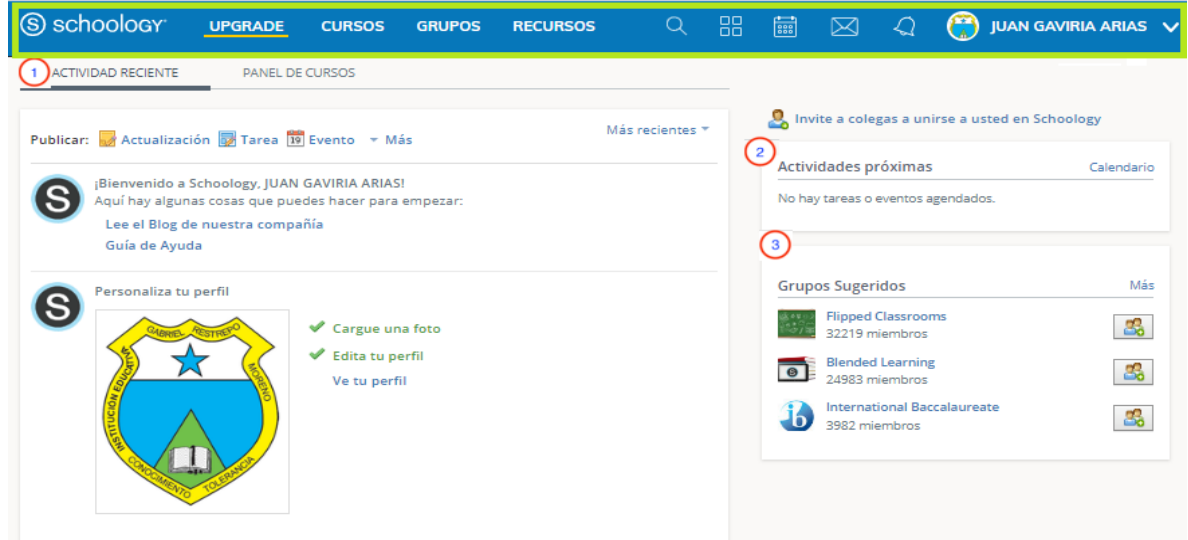 S schoology UPGRADE CURSOS GRUPOS RECURSOS JUAN GAVIRIA ARIAS
1 ACTIVIDAD RECIENTE PANEL DE CURSOS
Publicar: Actualización Tarea 19 Evento Más
Más recientes
S
¡Bienvenido a Schoology, JUAN GAVIRIA ARIAS!
Aquí hay algunas cosas que puedes hacer para empezar:
Lee el Blog de nuestra compañía
Guía de Ayuda
S
Personaliza tu perfil
GABRIEL RESTREPO MORENO
INSTITUCIÓN EDUCATIVA
CONOCIMIENTO TOLERANCIA
Cargue una foto
Edita tu perfil
Ve tu perfil
Invite a colegas a unirse a usted en Schoology
2
Actividades próximas Calendario
No hay tareas o eventos agendados.
3
Grupos Sugeridos Más
Flipped Classrooms
32219 miembros
Blended Learning
24983 miembros
International Baccalaureate
3982 miembros
ib